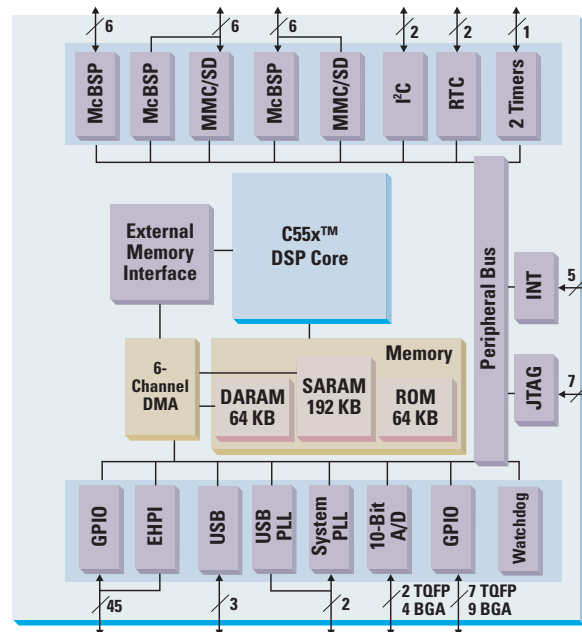 6 6 6 2 2 1
McBSP
McBSP
MMC/SD
McBSP
MMC/SD
I²C
RTC
2 Timers
External
Memory
Interface
C55x™
DSP Core
Peripheral Bus
INT
5
JTAG
7
6-
Channel
DMA
Memory
DARAM
64 KB
SARAM
192 KB
ROM
64 KB
GPIO
EHPI
USB
USB
PLL
System
PLL
10-Bit
A/D
GPIO
Watchdog
45
3
2
2 TQFP
4 BGA
7 TQFP
9 BGA